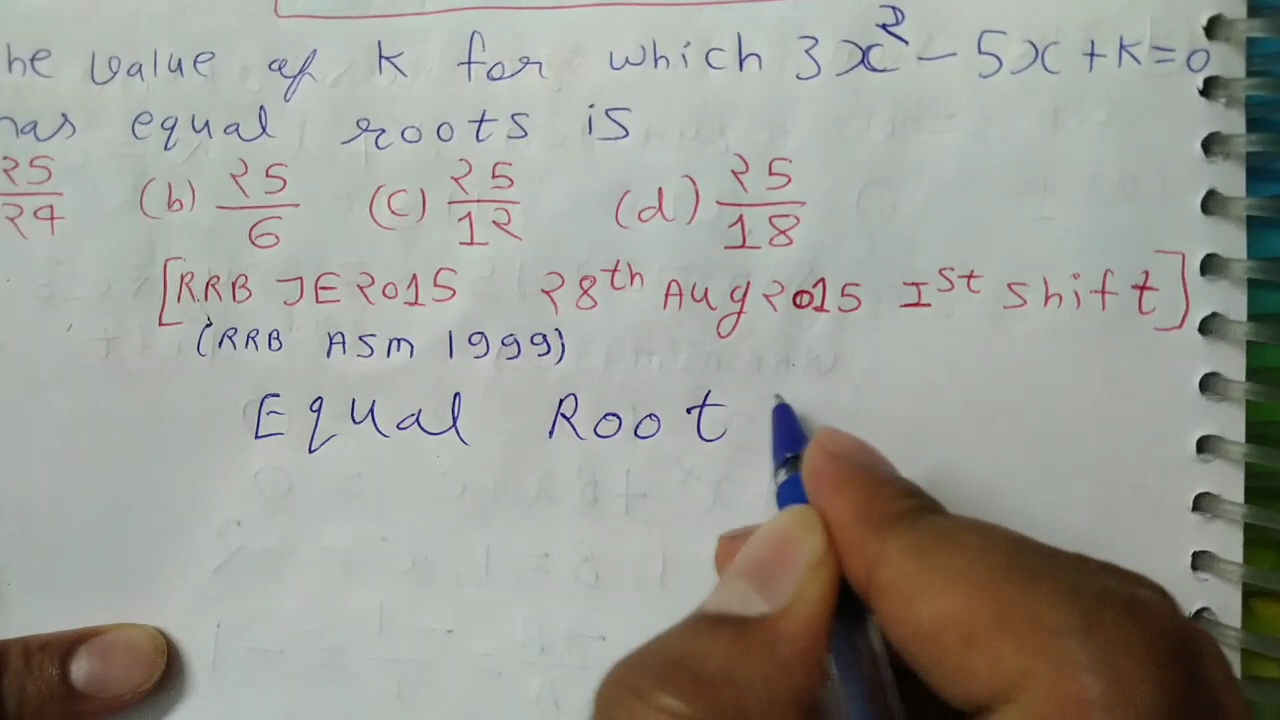 he value of K for which 3x² - 5x + K = 0
has equal roots is
25/24 (b) 25/6 (c) 25/12 (d) 25/18
[RRB JE 2015 28th Aug 2015 Ist shift]
(RRB ASM 1999)
Equal Root